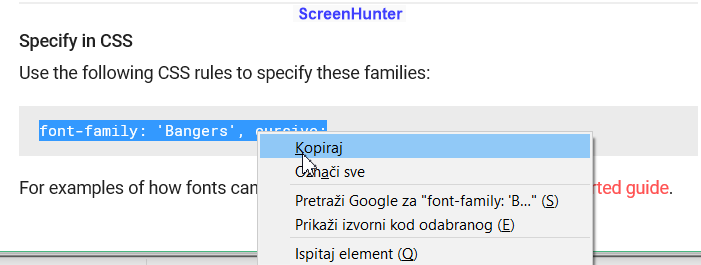 ScreenHunter
Specify in CSS
Use the following CSS rules to specify these families:
font-family: 'Bangers', cursive;
Kopiraj
Označi sve
For examples of how fonts can
rted guide.
Pretraži Google za "font-family: 'B..." (S)
Prikaži izvorni kod odabranog (E)
Ispitaj element (Q)